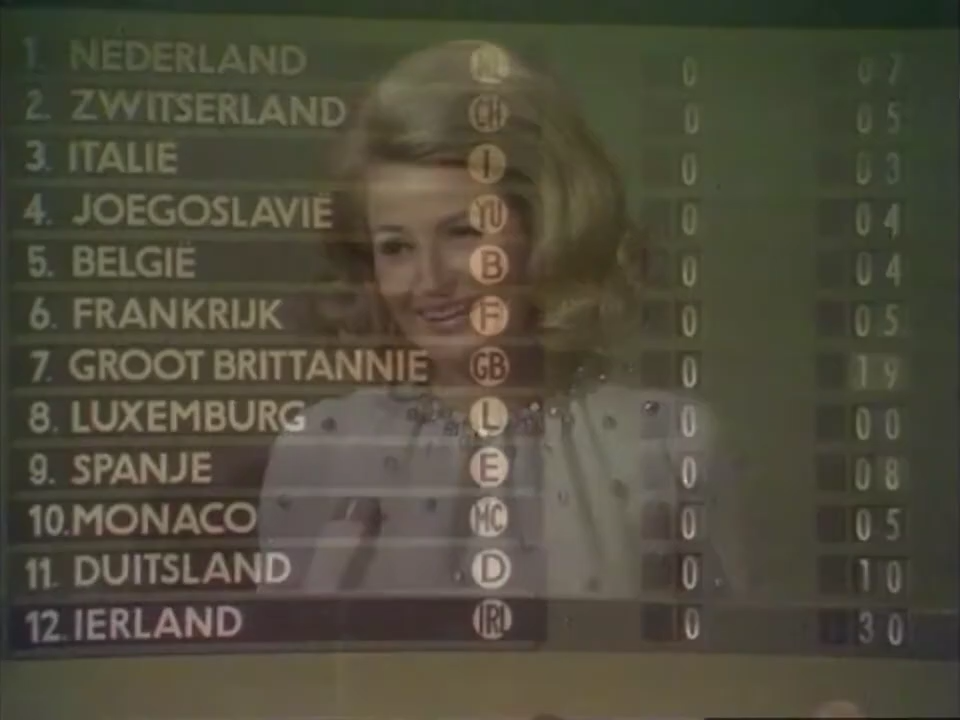 1. NEDERLAND NL 0 07
2. ZWITSERLAND CH 0 05
3. ITALIE I 0 03
4. JOEGOSLAVIË YU 0 04
5. BELGIË B 0 04
6. FRANKRIJK F 0 05
7. GROOT BRITTANNIE GB 0 19
8. LUXEMBURG L 0 00
9. SPANJE E 0 08
10. MONACO MC 0 05
11. DUITSLAND D 0 10
12. IERLAND IRL 0 30